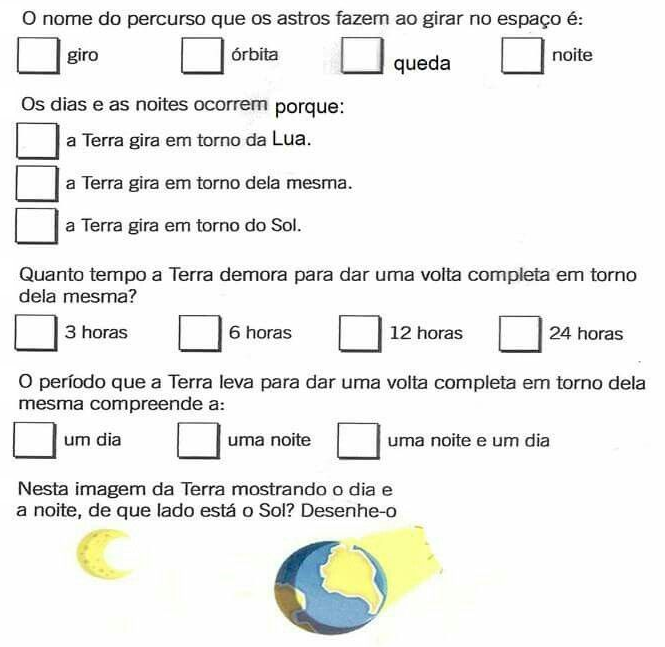 O nome do percurso que os astros fazem ao girar no espaço é:
giro órbita queda noite
Os dias e as noites ocorrem porque:
a Terra gira em torno da Lua.
a Terra gira em torno dela mesma.
a Terra gira em torno do Sol.
Quanto tempo a Terra demora para dar uma volta completa em torno
dela mesma?
3 horas 6 horas 12 horas 24 horas
O período que a Terra leva para dar uma volta completa em torno dela
mesma compreende a:
um dia uma noite uma noite e um dia
Nesta imagem da Terra mostrando o dia e
a noite, de que lado está o Sol? Desenhe-o